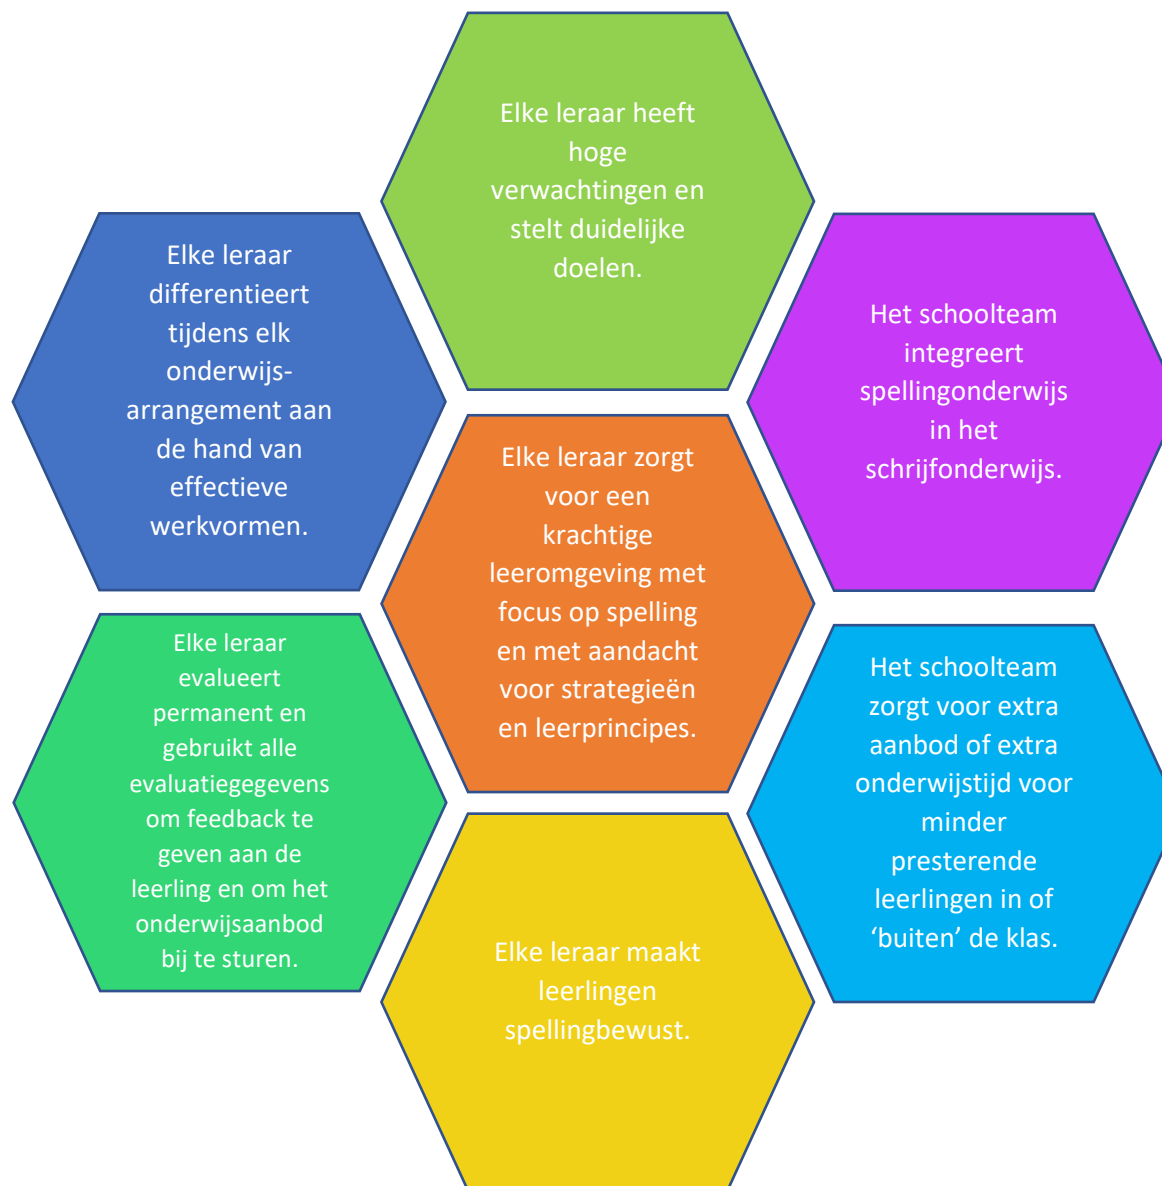 Elke leraar heeft
hoge
verwachtingen en
stelt duidelijke
doelen.
Elke leraar
differentieert
tijdens elk
onderwijs-
arrangement aan
de hand van
effectieve
werkvormen.
Het schoolteam
integreert
spellingonderwijs
in het
schrijfonderwijs.
Elke leraar zorgt
voor een
krachtige
leeromgeving met
focus op spelling
en met aandacht
voor strategieën
en leerprincipes.
Elke leraar
evalueert
permanent en
gebruikt alle
evaluatiegegevens
om feedback te
geven aan de
leerling en om het
onderwijsaanbod
bij te sturen.
Het schoolteam
zorgt voor extra
aanbod of extra
onderwijstijd voor
minder
presterende
leerlingen in of
‘buiten’ de klas.
Elke leraar maakt
leerlingen
spellingbewust.